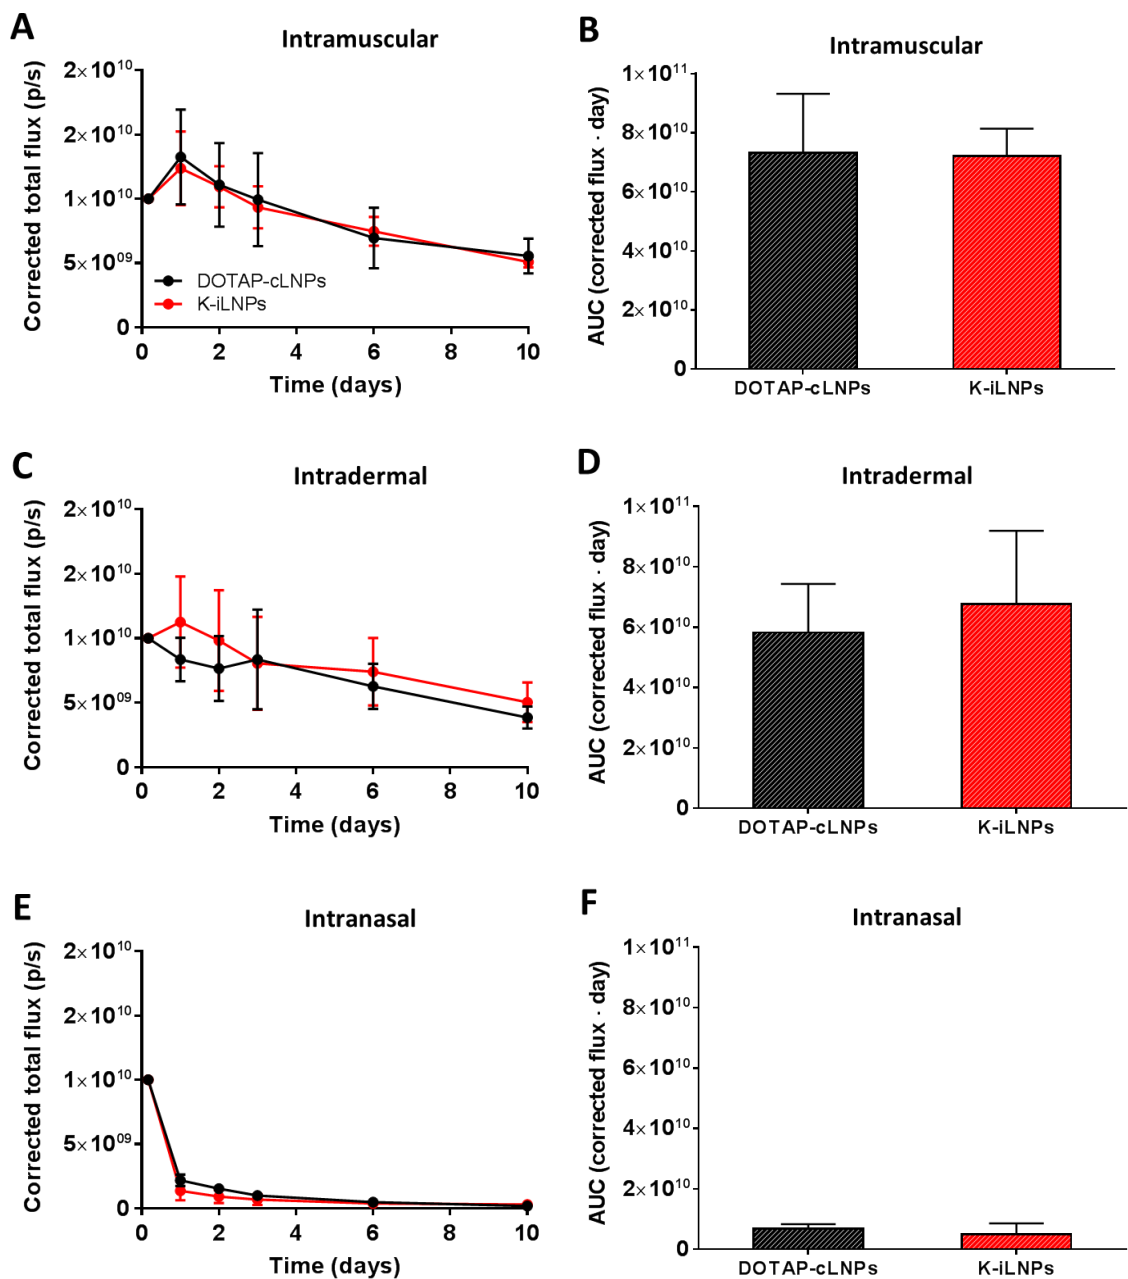 A
Intramuscular
Corrected total flux (p/s)
2×10¹⁰
2×10¹⁰
1×10¹⁰
5×10⁰⁹
0
DOTAP-cLNPs
K-iLNPs
0 2 4 6 8 10
Time (days)
B
Intramuscular
AUC (corrected flux · day)
1×10¹¹
8×10¹⁰
6×10¹⁰
4×10¹⁰
2×10¹⁰
0
DOTAP-cLNPs K-iLNPs
C
Intradermal
Corrected total flux (p/s)
2×10¹⁰
2×10¹⁰
1×10¹⁰
5×10⁰⁹
0
0 2 4 6 8 10
Time (days)
D
Intradermal
AUC (corrected flux · day)
1×10¹¹
8×10¹⁰
6×10¹⁰
4×10¹⁰
2×10¹⁰
0
DOTAP-cLNPs K-iLNPs
E
Intranasal
Corrected total flux (p/s)
2×10¹⁰
2×10¹⁰
1×10¹⁰
5×10⁰⁹
0
0 2 4 6 8 10
Time (days)
F
Intranasal
AUC (corrected flux · day)
1×10¹¹
8×10¹⁰
6×10¹⁰
4×10¹⁰
2×10¹⁰
0
DOTAP-cLNPs K-iLNPs